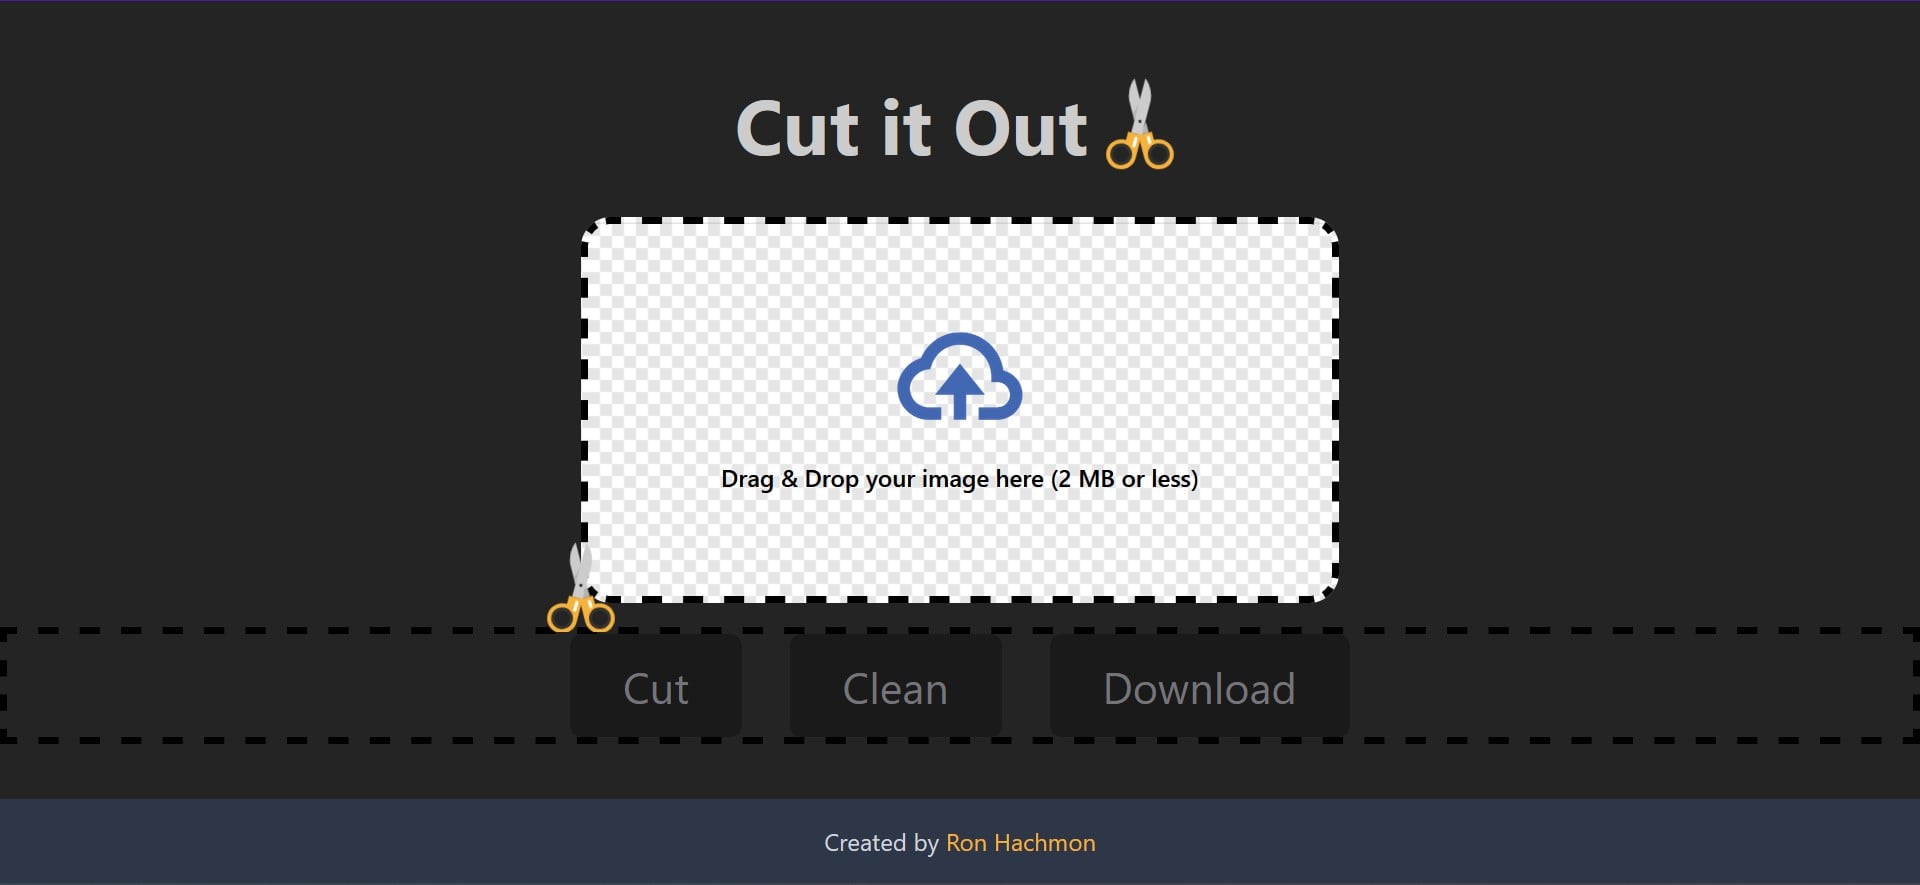 Cut it Out
Drag & Drop your image here (2 MB or less)
Cut Clean Download
Created by Ron Hachmon